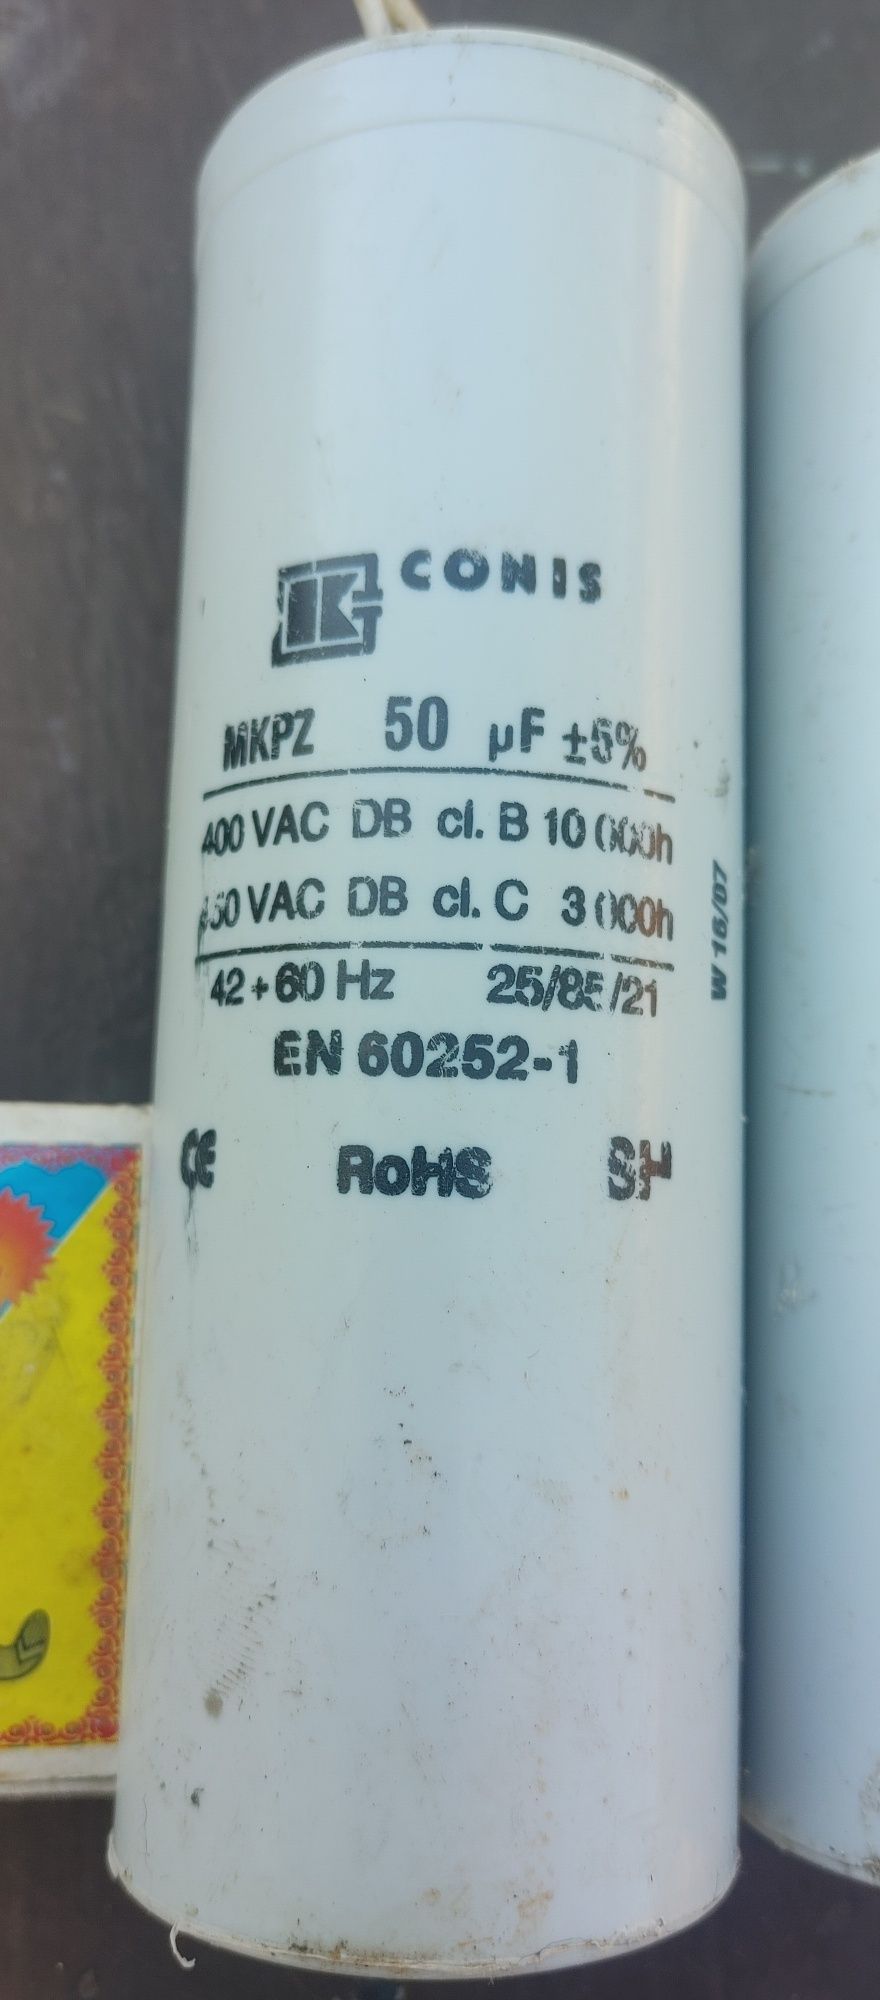 CONIS
MKPZ 50 µF ±5%
400 VAC DB cl. B 10 000h
450 VAC DB cl. C 3 000h
42÷60 Hz 25/85/21
EN 60252-1
CE RoHS SH
W 16/07